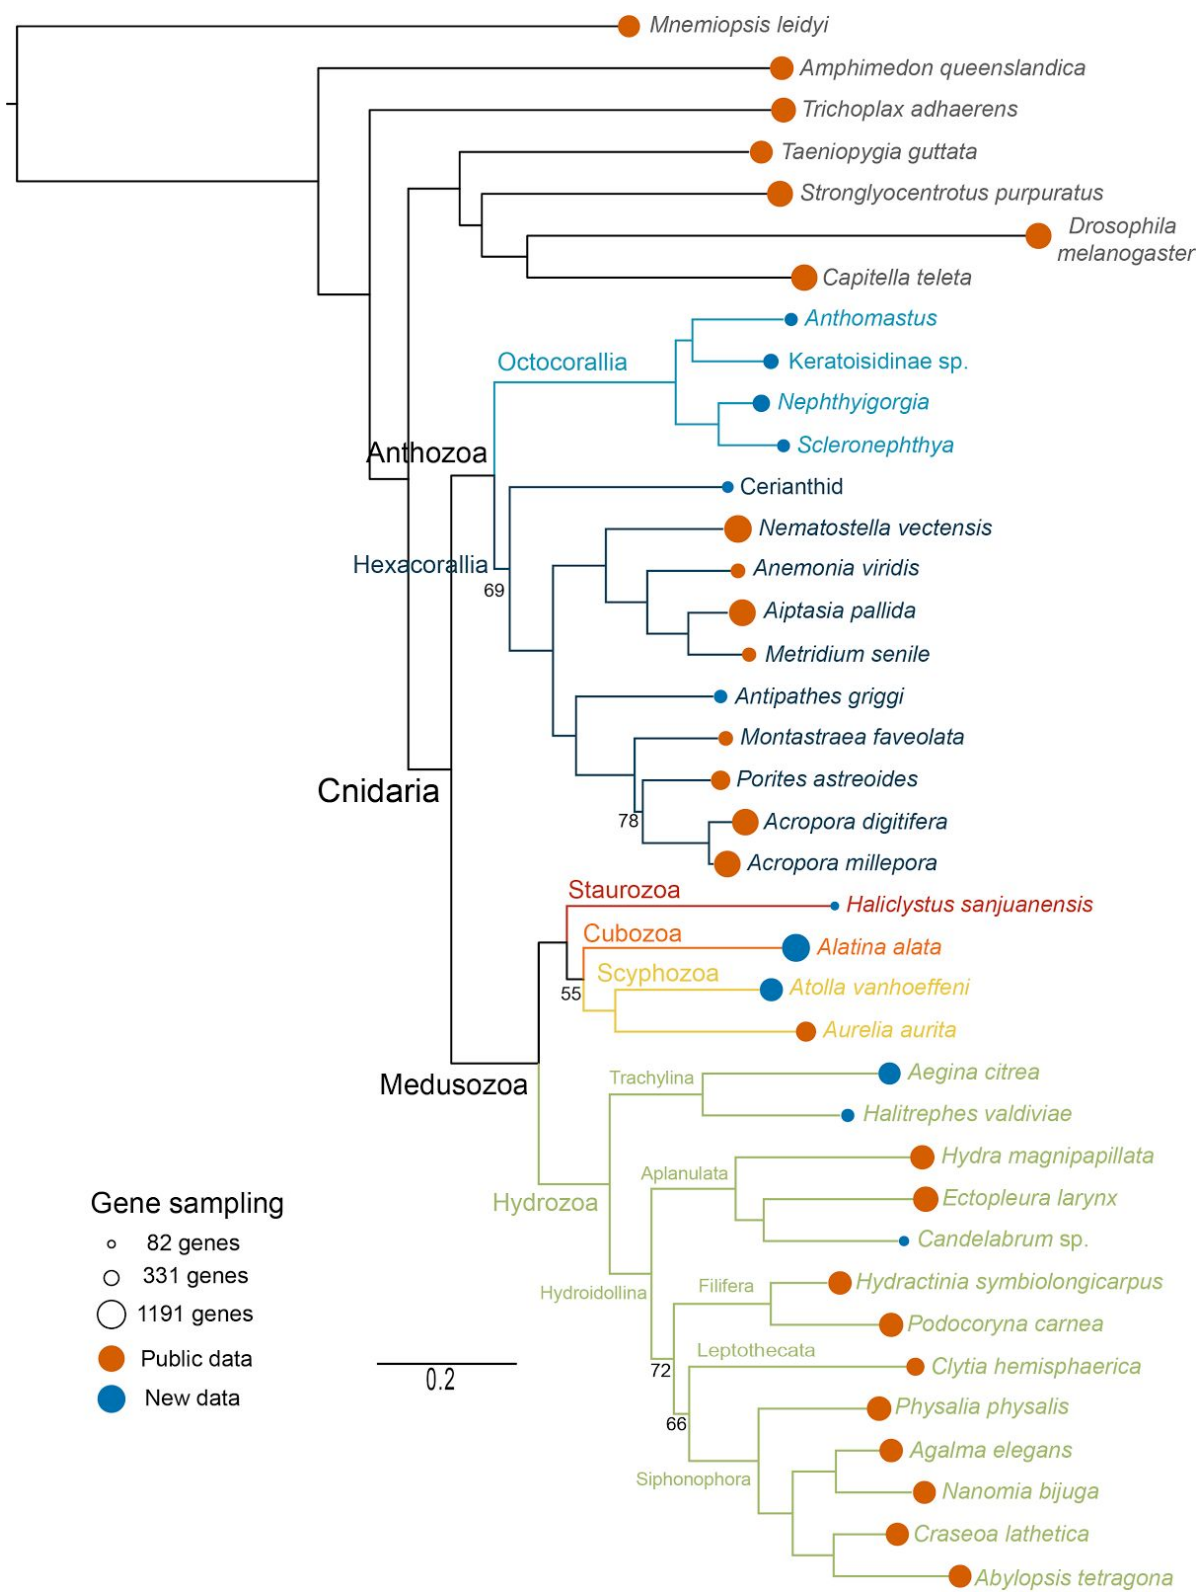 Mnemiopsis leidyi
Amphimedon queenslandica
Trichoplax adhaerens
Taeniopygia guttata
Stronglyocentrotus purpuratus
Drosophila
melanogaster
Capitella teleta
Anthomastus
Octocorallia
Keratoisidinae sp.
Nephthyigorgia
Scleronephthya
Anthozoa
Cerianthid
Nematostella vectensis
Hexacorallia
Anemonia viridis
69
Aiptasia pallida
Metridium senile
Antipathes griggi
Montastraea faveolata
Porites astreoides
Cnidaria
78
Acropora digitifera
Acropora millepora
Staurozoa
Haliclystus sanjuanensis
Cubozoa
Alatina alata
Scyphozoa
Atolla vanhoeffeni
55
Aurelia aurita
Medusozoa
Trachylina
Aegina citrea
Halitrephes valdiviae
Aplanulata
Hydra magnipapillata
Hydrozoa
Ectopleura larynx
Candelabrum sp.
Hydroidollina
Filifera
Hydractinia symbiolongicarpus
Podocoryna carnea
Leptothecata
72
Clytia hemisphaerica
Physalia physalis
66
Agalma elegans
Siphonophora
Nanomia bijuga
Craseoa lathetica
Abylopsis tetragona
Gene sampling
82 genes
331 genes
1191 genes
Public data
New data
0.2